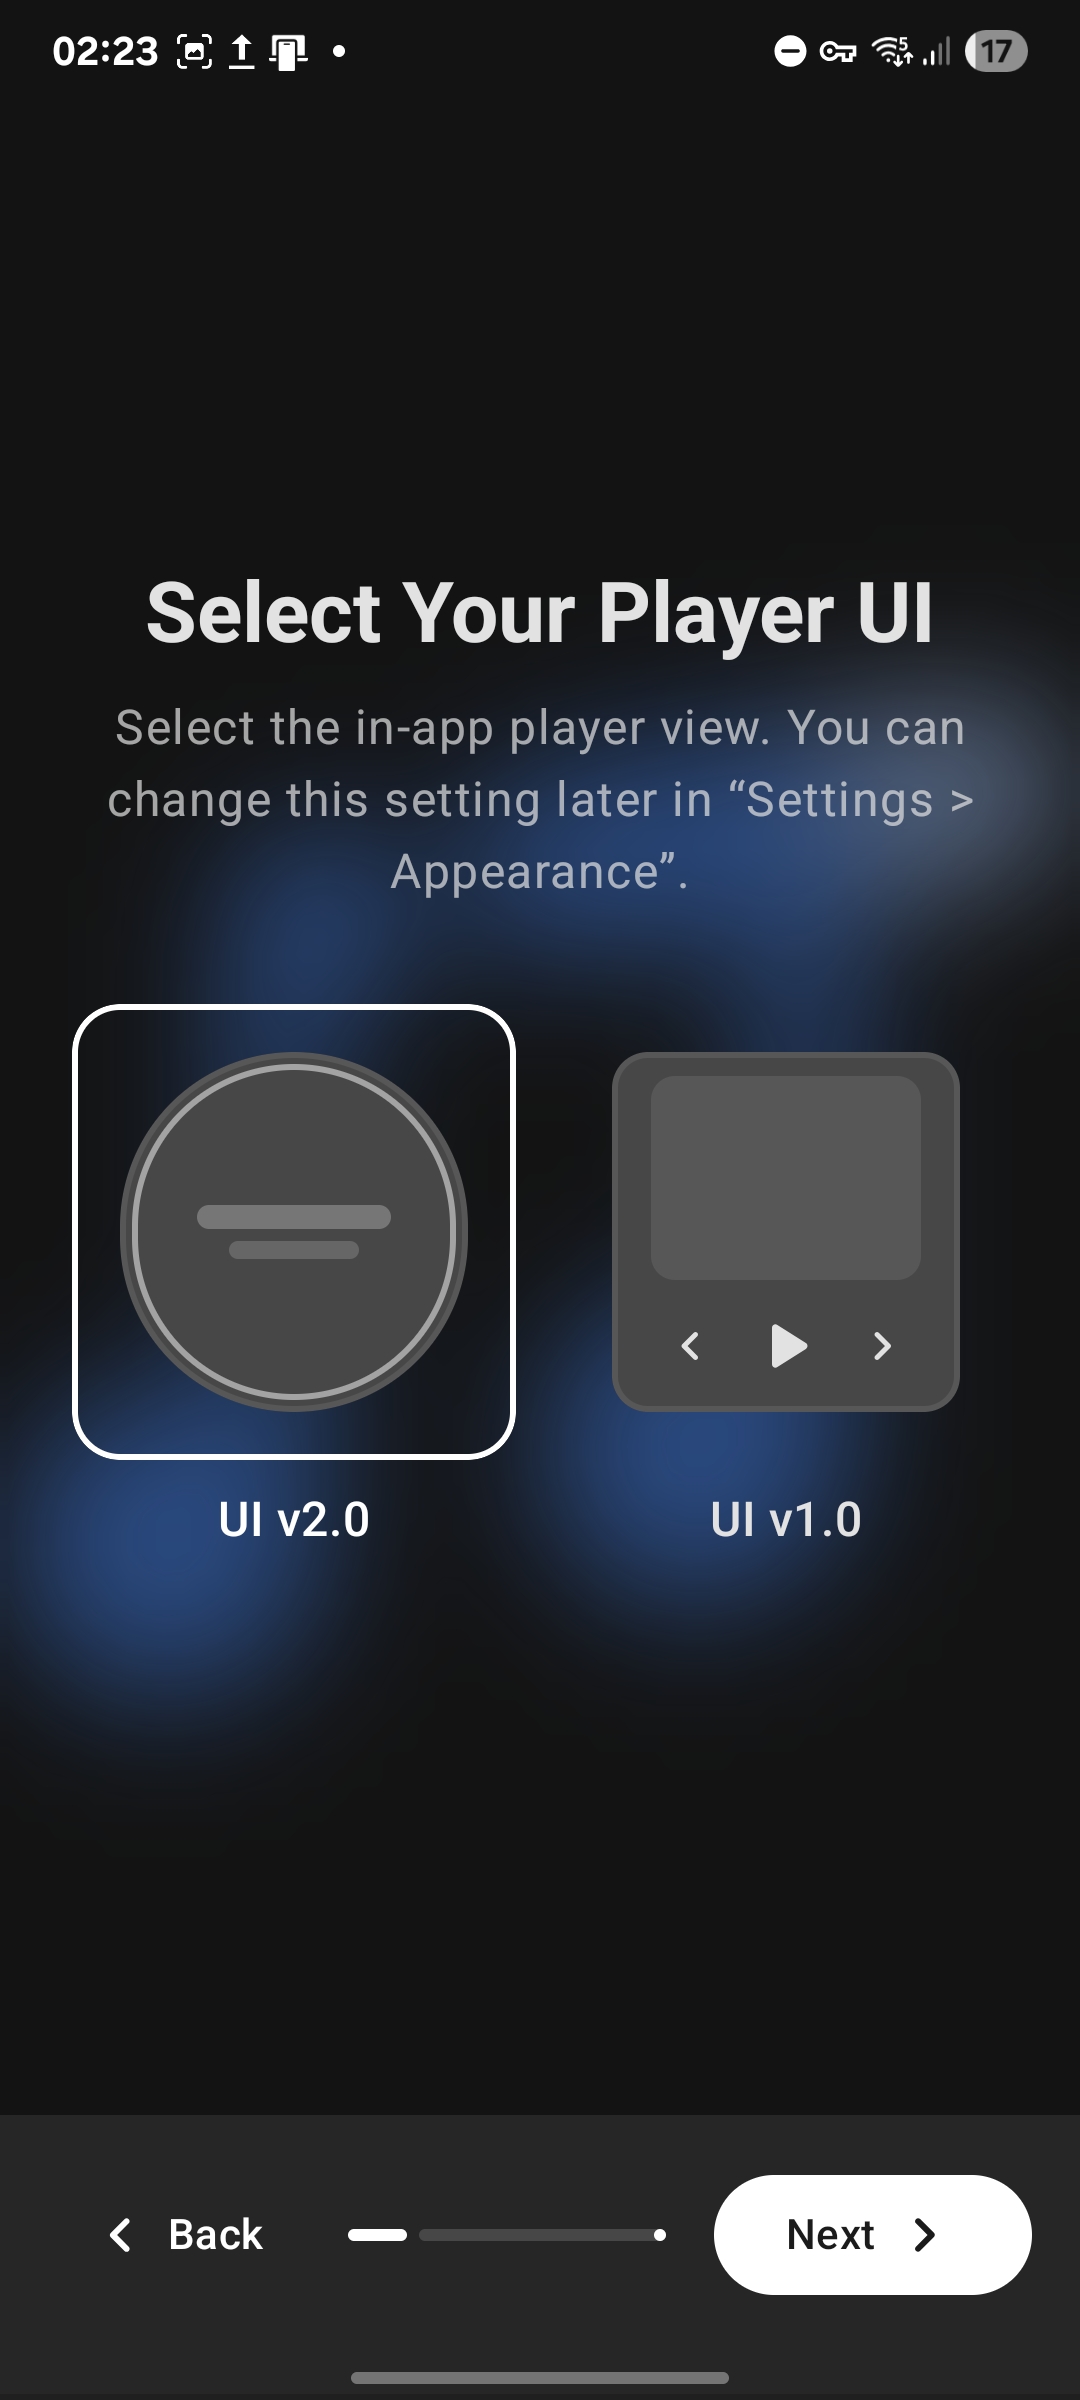 02:23
5
17
Select Your Player UI
Select the in-app player view. You can
change this setting later in “Settings >
Appearance”.
UI v2.0
UI v1.0
Back
Next